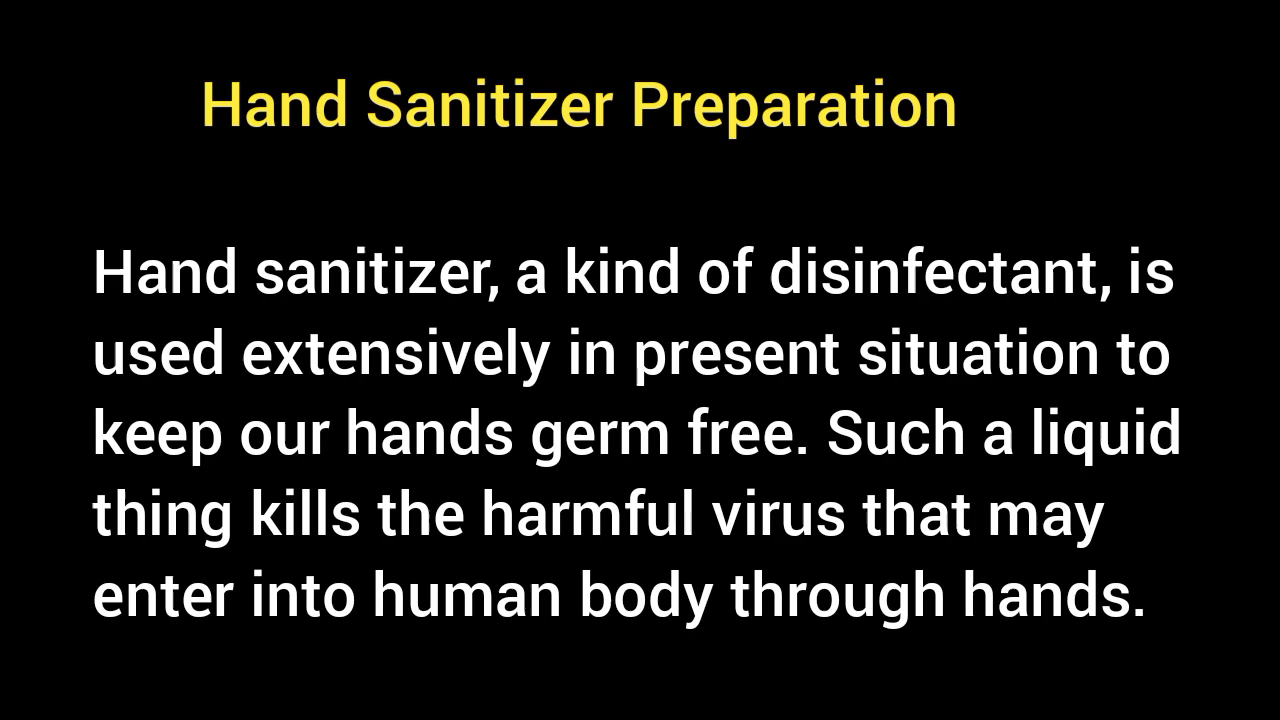 Hand Sanitizer Preparation
Hand sanitizer, a kind of disinfectant, is
used extensively in present situation to
keep our hands germ free. Such a liquid
thing kills the harmful virus that may
enter into human body through hands.